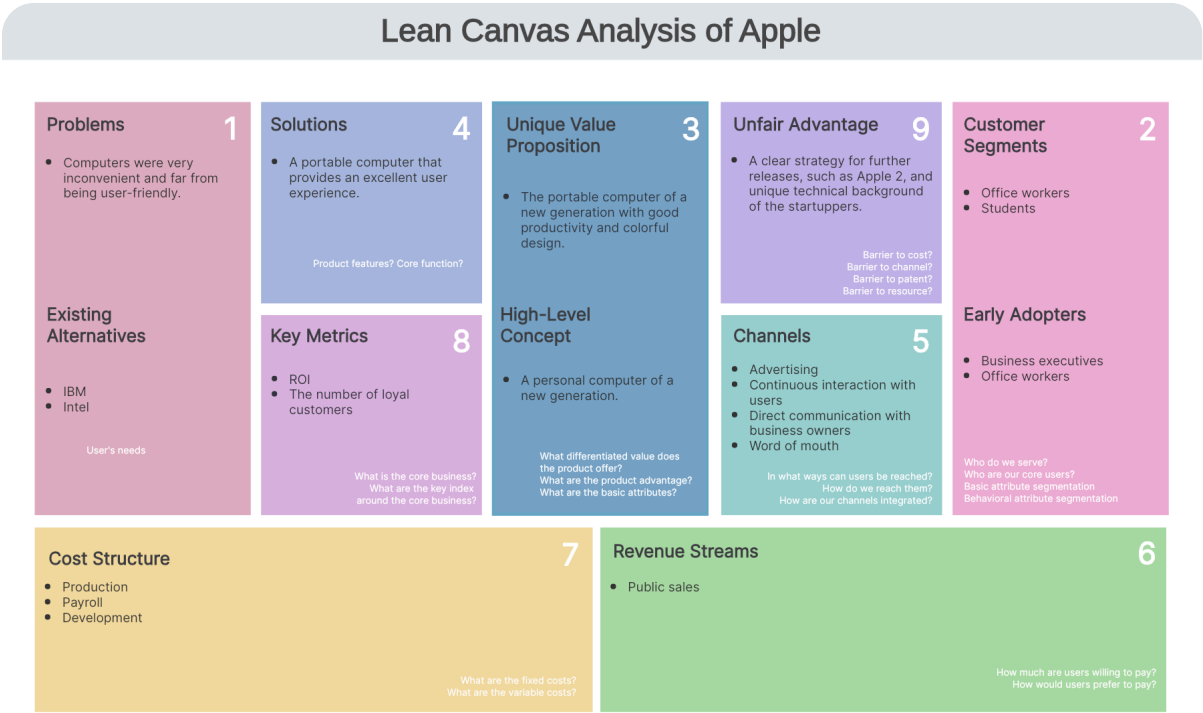 Lean Canvas Analysis of Apple
Problems
1
• Computers were very
inconvenient and far from
being user-friendly.
Existing
Alternatives
• IBM
• Intel
User's needs
Solutions
4
• A portable computer that
provides an excellent user
experience.
Product features? Core function?
Key Metrics
8
• ROI
• The number of loyal
customers
What is the core business?
What are the key index
around the core business?
Unique Value
Proposition
3
• The portable computer of a
new generation with good
productivity and colorful
design.
High-Level
Concept
• A personal computer of a
new generation.
What differentiated value does
the product offer?
What are the product advantage?
What are the basic attributes?
Unfair Advantage
9
• A clear strategy for further
releases, such as Apple 2, and
unique technical background
of the startuppers.
Barrier to cost?
Barrier to channel?
Barrier to patent?
Barrier to resource?
Channels
5
• Advertising
• Continuous interaction with
users
• Direct communication with
business owners
• Word of mouth
In what ways can users be reached?
How do we reach them?
How are our channels integrated?
Customer
Segments
2
• Office workers
• Students
Early Adopters
• Business executives
• Office workers
Who do we serve?
Who are our core users?
Basic attribute segmentation
Behavioral attribute segmentation
Cost Structure
7
• Production
• Payroll
• Development
What are the fixed costs?
What are the variable costs?
Revenue Streams
6
• Public sales
How much are users willing to pay?
How would users prefer to pay?